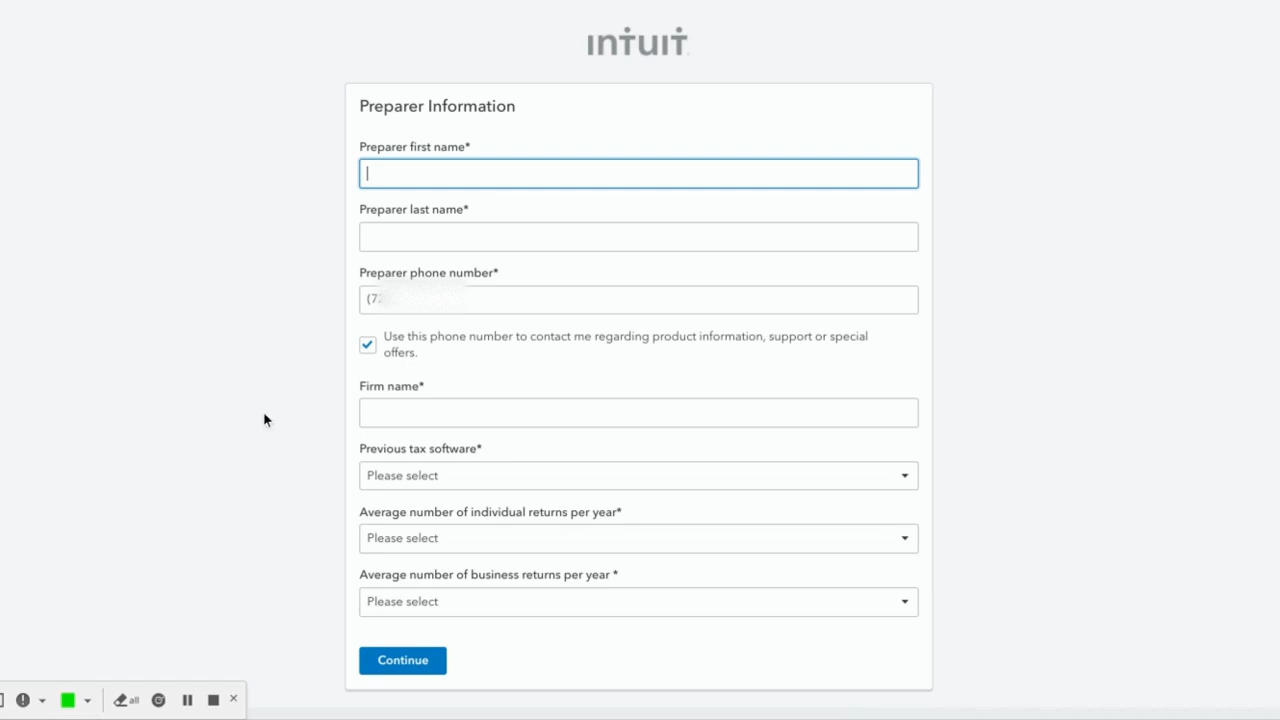 intuit
Preparer Information
Preparer first name*
Preparer last name*
Preparer phone number*
(72
Use this phone number to contact me regarding product information, support or special
offers.
Firm name*
Previous tax software*
Please select
Average number of individual returns per year*
Please select
Average number of business returns per year *
Please select
Continue
all